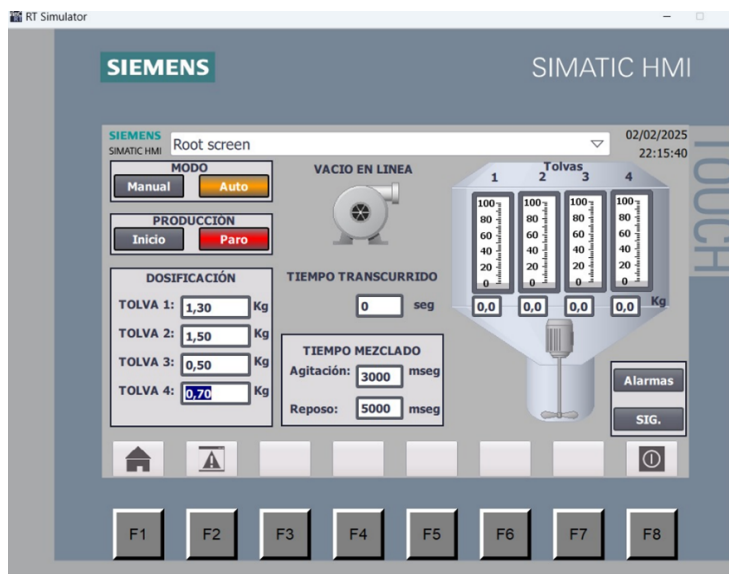 RT Simulator
SIEMENS
SIMATIC HMI
TOUCH
SIEMENS
SIMATIC HMI
Root screen
02/02/2025
22:15:40
MODO
Manual
Auto
PRODUCCIÓN
Inicio
Paro
DOSIFICACIÓN
TOLVA 1: 1,30 Kg
TOLVA 2: 1,50 Kg
TOLVA 3: 0,50 Kg
TOLVA 4: 0,70 Kg
VACIO EN LINEA
TIEMPO TRANSCURRIDO
0 seg
TIEMPO MEZCLADO
Agitación: 3000 mseg
Reposo: 5000 mseg
Tolvas
1 2 3 4
100 100 100 100
80 80 80 80
60 60 60 60
40 40 40 40
20 20 20 20
0 0 0 0
0,0 0,0 0,0 0,0 Kg
Alarmas
SIG.
F1 F2 F3 F4 F5 F6 F7 F8